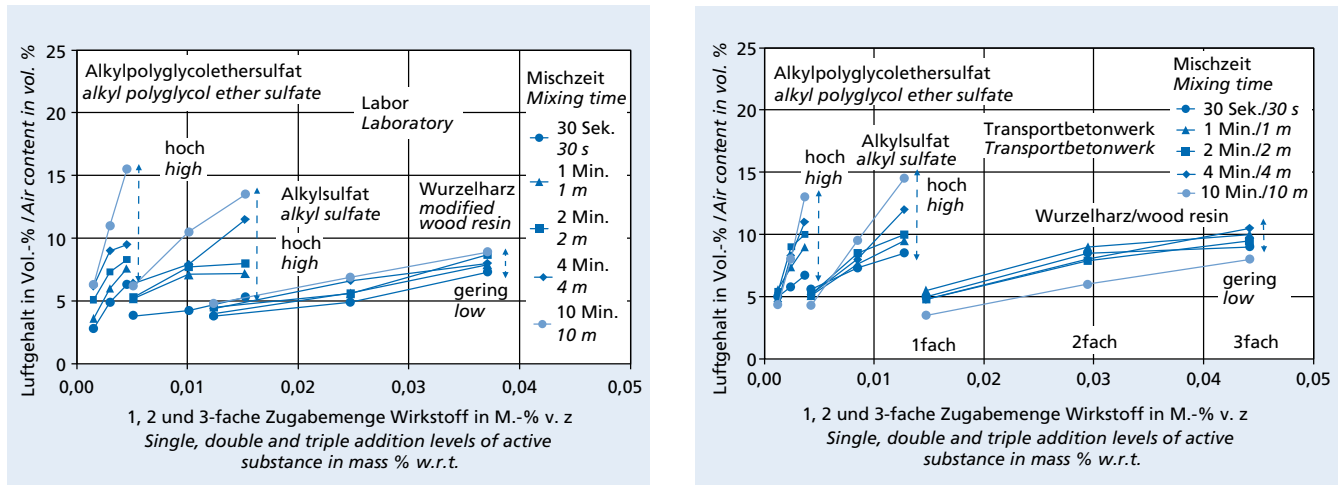 Luftgehalt in Vol.-% / Air content in vol. %
25
20
15
10
5
0
0,00
0,01
0,02
0,03
0,04
0,05
Alkylpolyglycolethersulfat
alkyl polyglycol ether sulfate
Labor
Laboratory
hoch
high
Alkylsulfat
alkyl sulfate
hoch
high
Wurzelharz
modified
wood resin
gering
low
Mischzeit
Mixing time
30 Sek.
30 s
1 Min.
1 m
2 Min.
2 m
4 Min.
4 m
10 Min.
10 m
1, 2 und 3-fache Zugabemenge Wirkstoff in M.-% v. z
Single, double and triple addition levels of active
substance in mass % w.r.t.
Luftgehalt in Vol.-% / Air content in vol. %
25
20
15
10
5
0
0,00
0,01
0,02
0,03
0,04
0,05
Alkylpolyglycolethersulfat
alkyl polyglycol ether sulfate
hoch
high
Alkylsulfat
alkyl sulfate
hoch
high
Transportbetonwerk
Transportbetonwerk
Wurzelharz/wood resin
gering
low
1fach
2fach
3fach
Mischzeit
Mixing time
30 Sek./30 s
1 Min./1 m
2 Min./2 m
4 Min./4 m
10 Min./10 m
1, 2 und 3-fache Zugabemenge Wirkstoff in M.-% v. z
Single, double and triple addition levels of active
substance in mass % w.r.t.